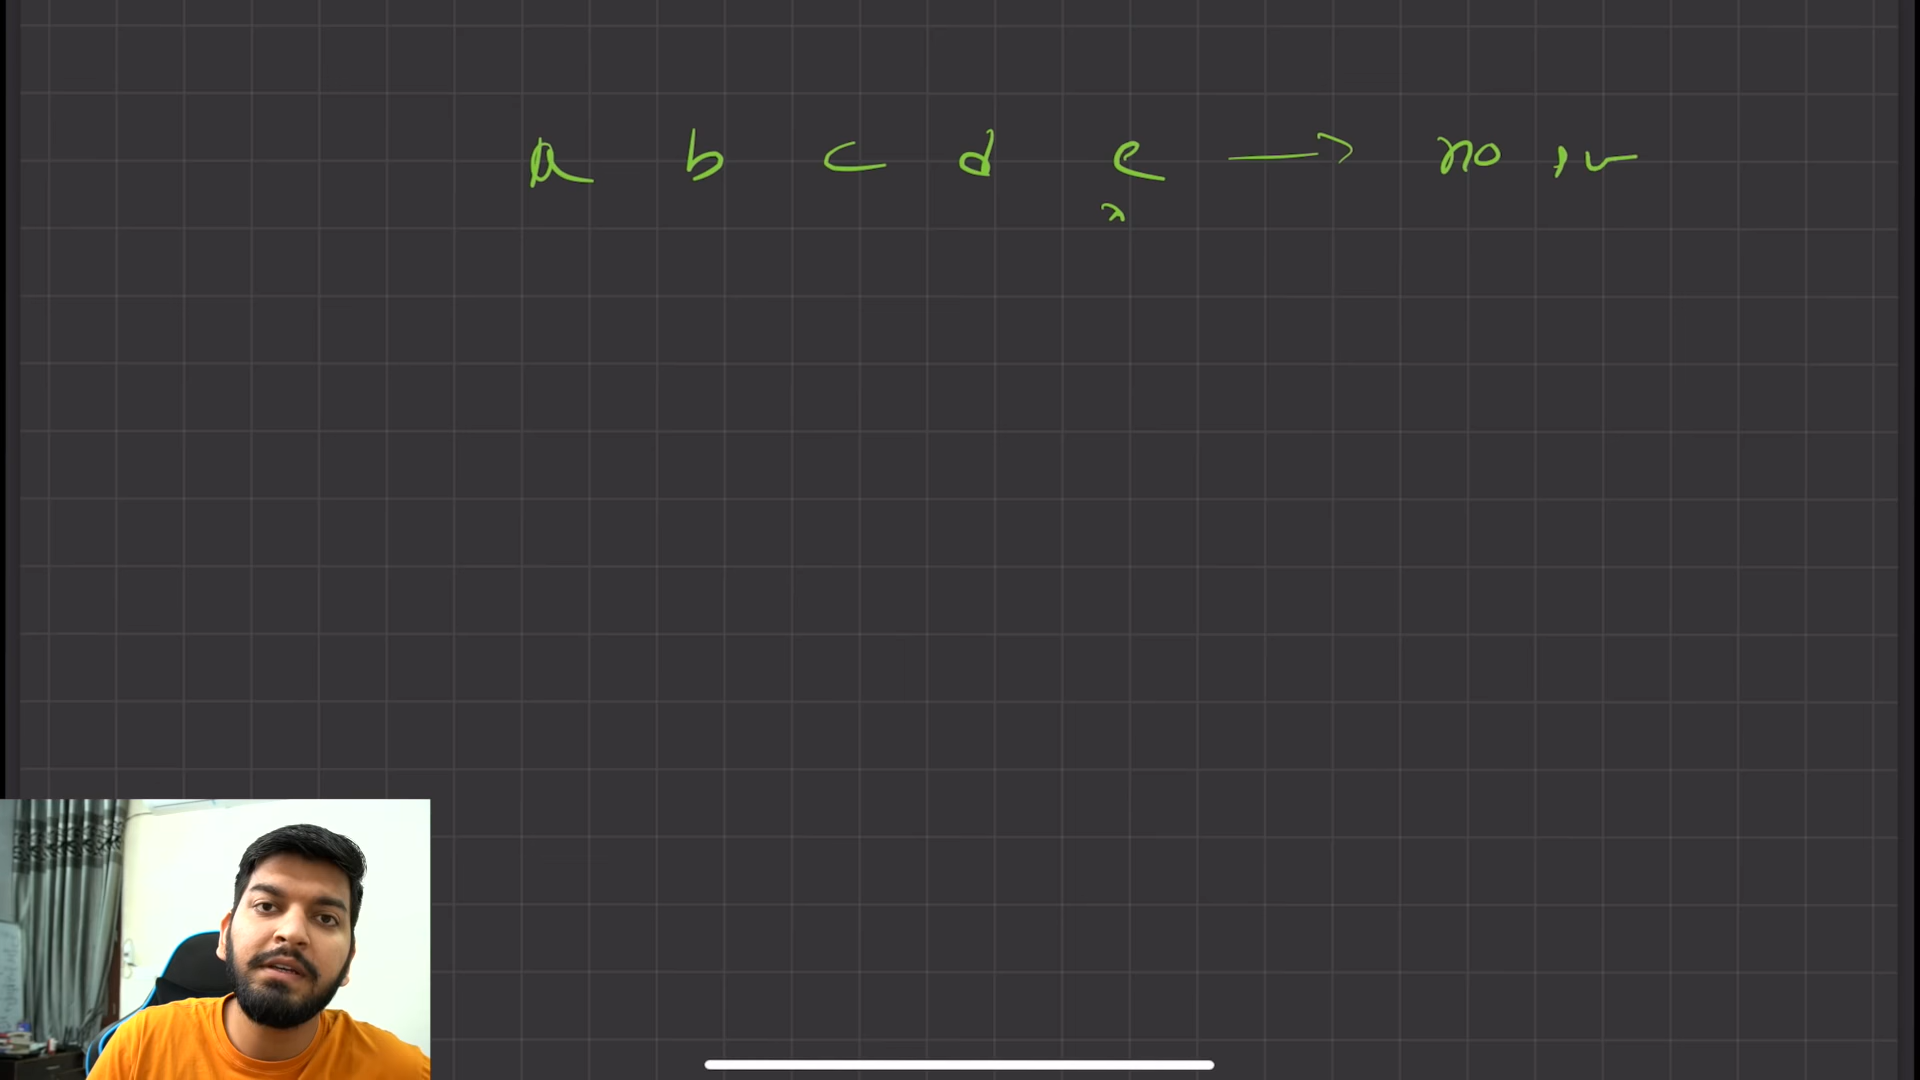 a b c d e → no